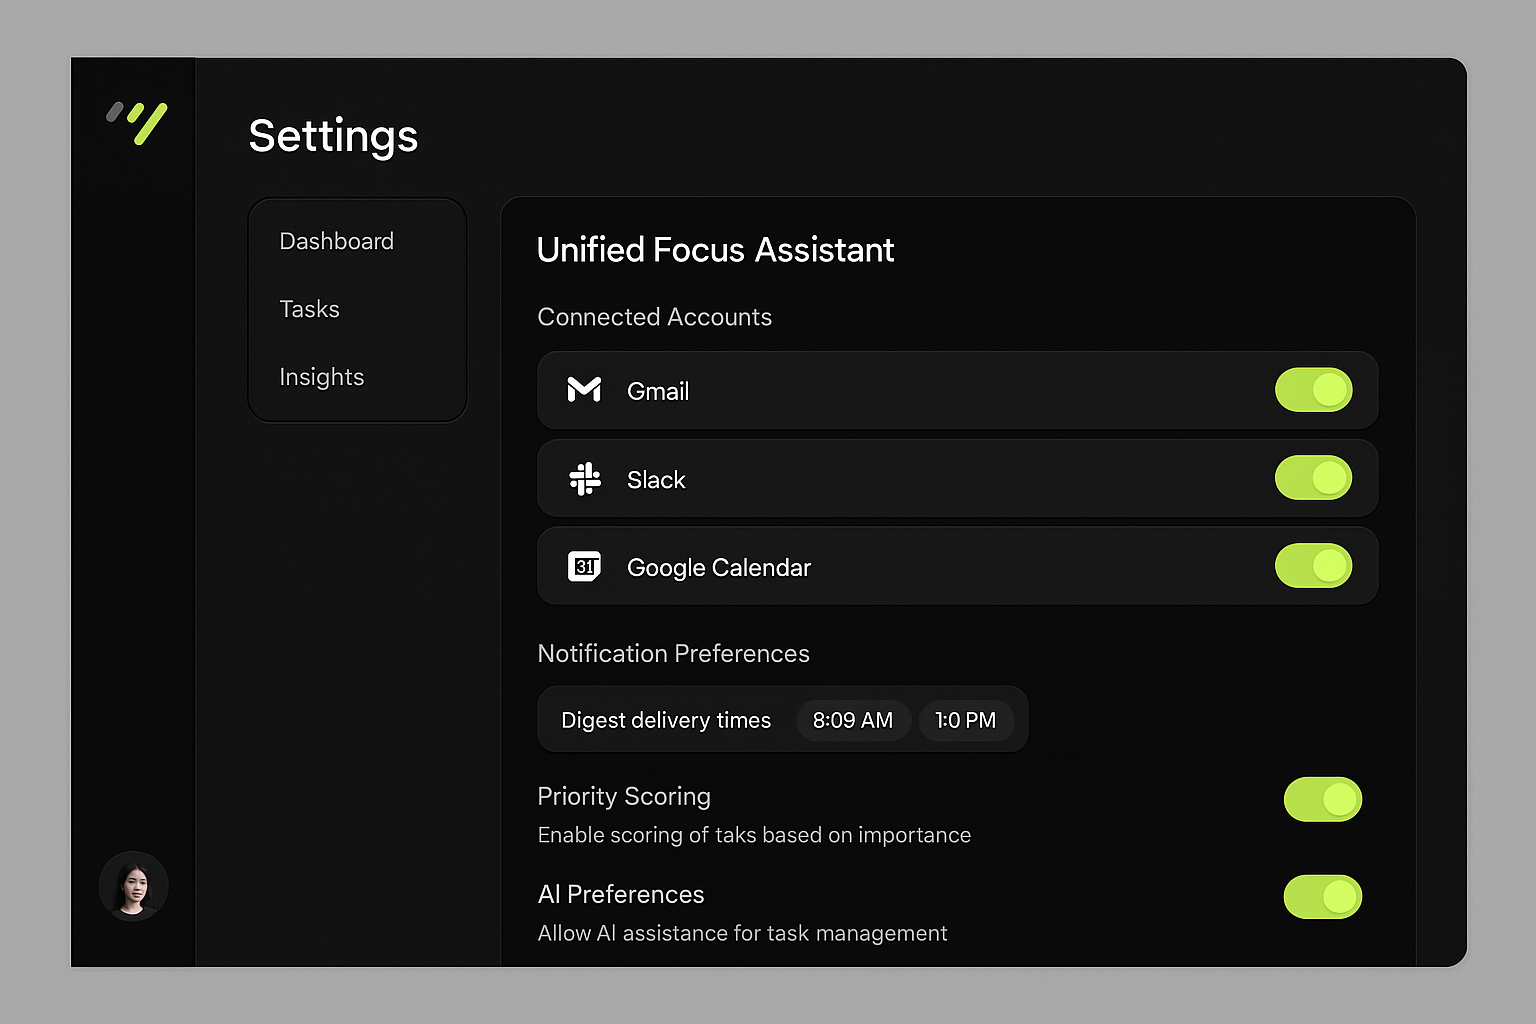 Settings
Dashboard
Tasks
Insights
Unified Focus Assistant
Connected Accounts
Gmail
Slack
31 Google Calendar
Notification Preferences
Digest delivery times 8:09 AM 1:0 PM
Priority Scoring
Enable scoring of taks based on importance
AI Preferences
Allow AI assistance for task management